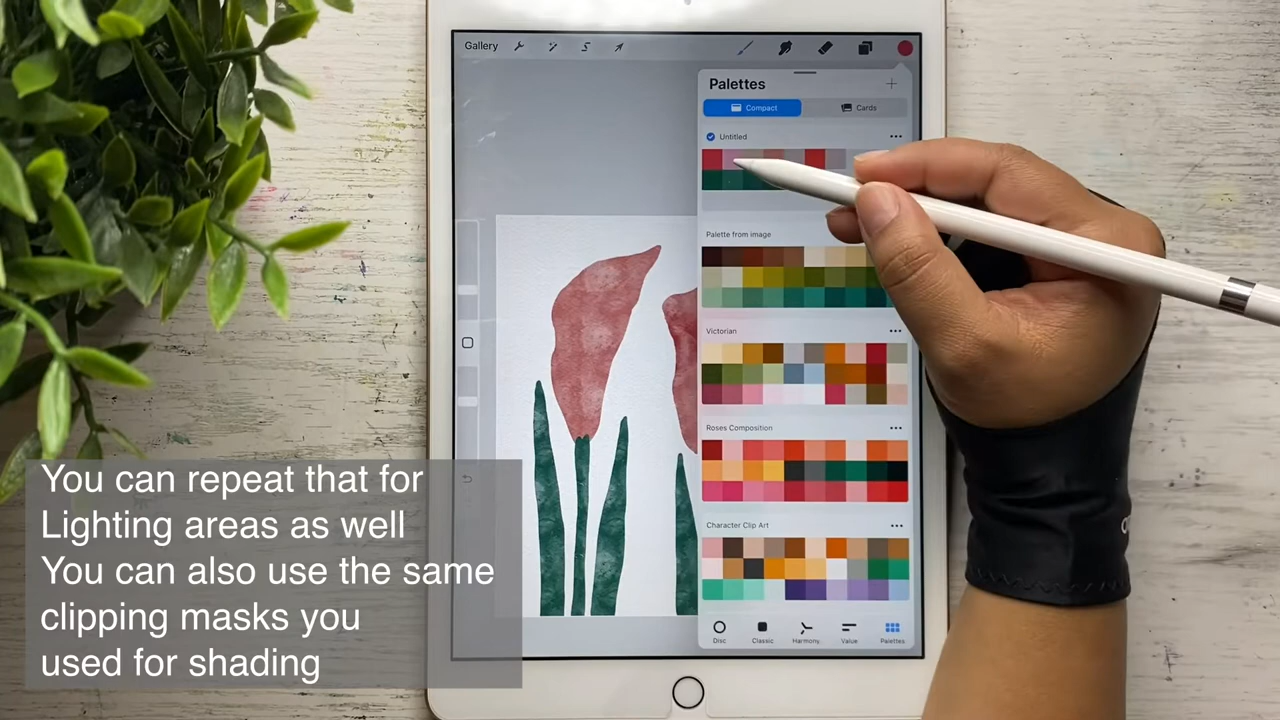 Gallery
Palettes
Compact
Cards
Untitled
Palette from image
Victorian
Roses Composition
Character Clip Art
Disc
Classic
Harmony
Value
Palettes
You can repeat that for
Lighting areas as well
You can also use the same
clipping masks you
used for shading